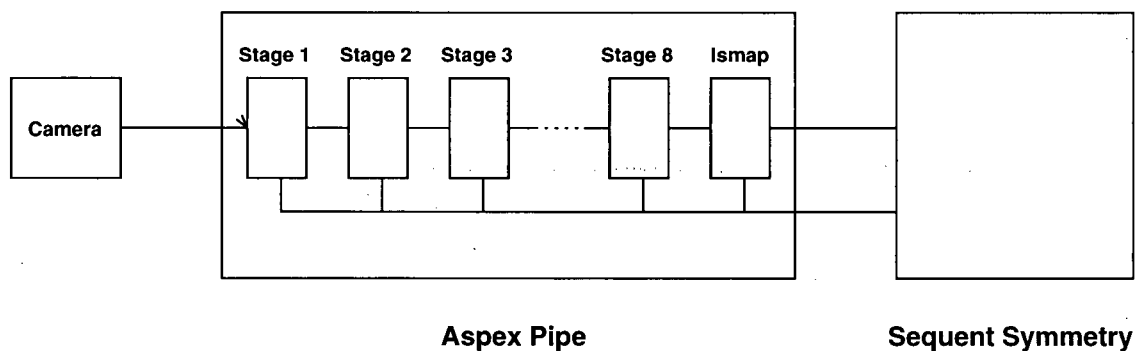 Stage 1 Stage 2 Stage 3 Stage 8 Ismap
Camera
Aspex Pipe Sequent Symmetry